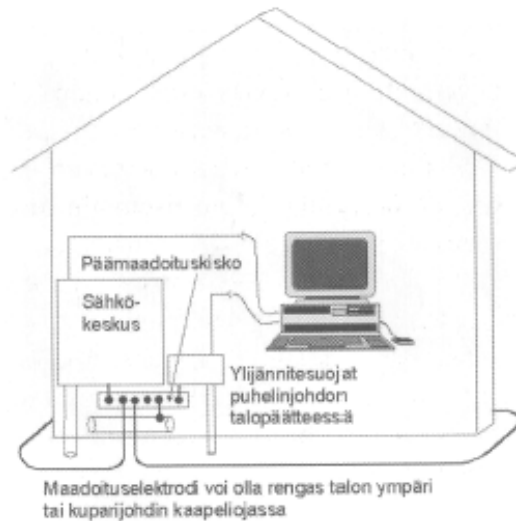 Päämaadoituskisko
Sähkö-
keskus
Ylijännitesuojat
puhelinjohdon
talopäätteessä
Maadoituselektrodi voi olla rengas talon ympäri
tai kuparijohdin kaapeliojassa